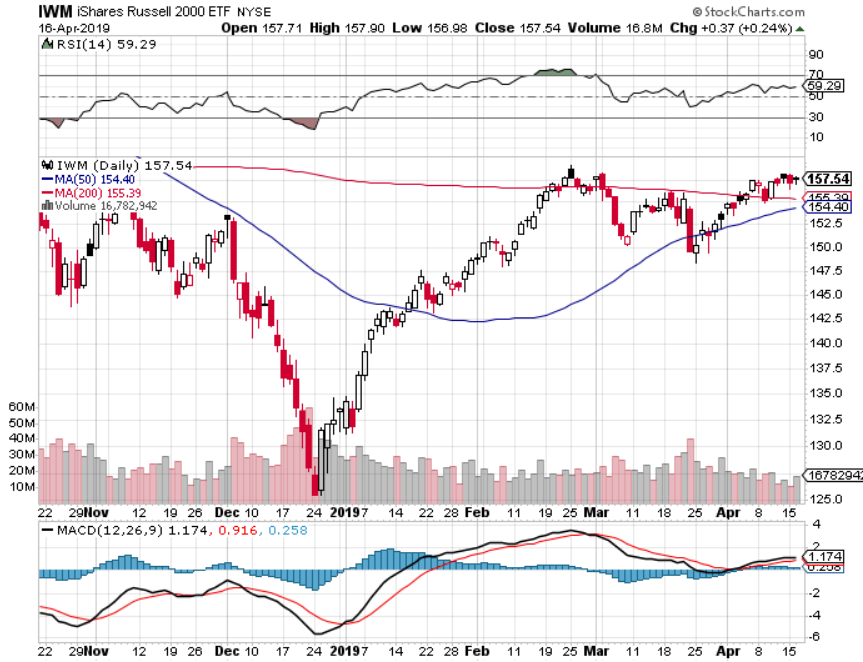 IWM iShares Russell 2000 ETF NYSE © StockCharts.com
16-Apr-2019 Open 157.71 High 157.90 Low 156.98 Close 157.54 Volume 16.8M Chg +0.37 (+0.24%)
RSI(14) 59.29
90
70
59.29
50
30
10
IWM (Daily) 157.54
MA(50) 154.40
MA(200) 155.39
Volume 16,782,942
157.54
155.39
154.40
152.5
150.0
147.5
145.0
142.5
140.0
137.5
135.0
132.5
130.0
125.0
60M
50M
40M
30M
20M
10M
16782942
22 29 Nov 12 19 26 Dec 10 17 24 2019 7 14 22 28 Feb 11 19 25 Mar 11 18 25 Apr 8 15
MACD(12,26,9) 1.174, 0.916, 0.258
4
2
1.174
0.258
-2
-4
-6
22 29 Nov 12 19 26 Dec 10 17 24 2019 7 14 22 28 Feb 11 19 25 Mar 11 18 25 Apr 8 15